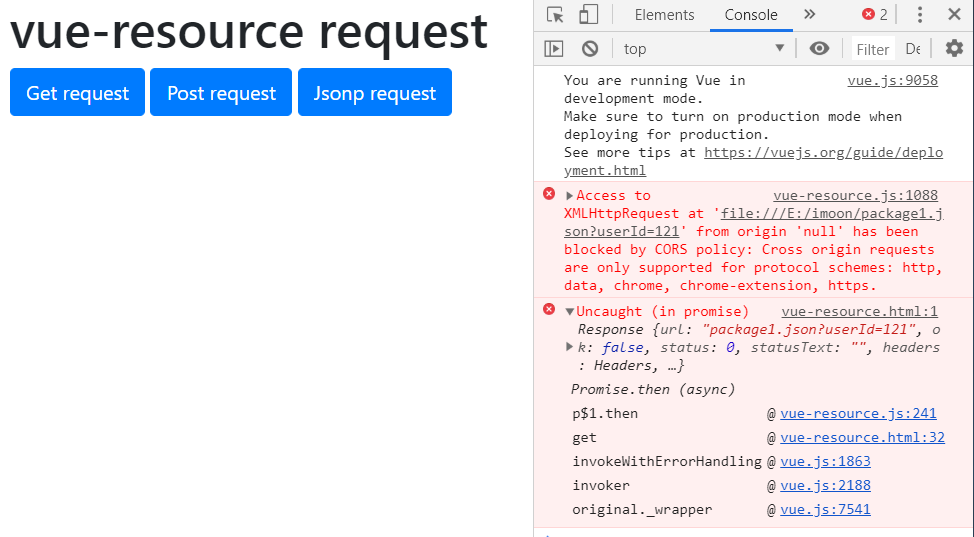 vue-resource request
Get request
Post request
Jsonp request
Elements
Console
2
top
Filter
De
You are running Vue in vue.js:9058
development mode.
Make sure to turn on production mode when
deploying for production.
See more tips at https://vuejs.org/guide/deplo
yment.html
Access to vue-resource.js:1088
XMLHttpRequest at 'file:///E:/imoon/package1.j
son?userId=121' from origin 'null' has been
blocked by CORS policy: Cross origin requests
are only supported for protocol schemes: http,
data, chrome, chrome-extension, https.
Uncaught (in promise) vue-resource.html:1
Response {url: "package1.json?userId=121", o
k: false, status: 0, statusText: "", headers
: Headers, …}
Promise.then (async)
p$1.then @ vue-resource.js:241
get @ vue-resource.html:32
invokeWithErrorHandling @ vue.js:1863
invoker @ vue.js:2188
original._wrapper @ vue.js:7541